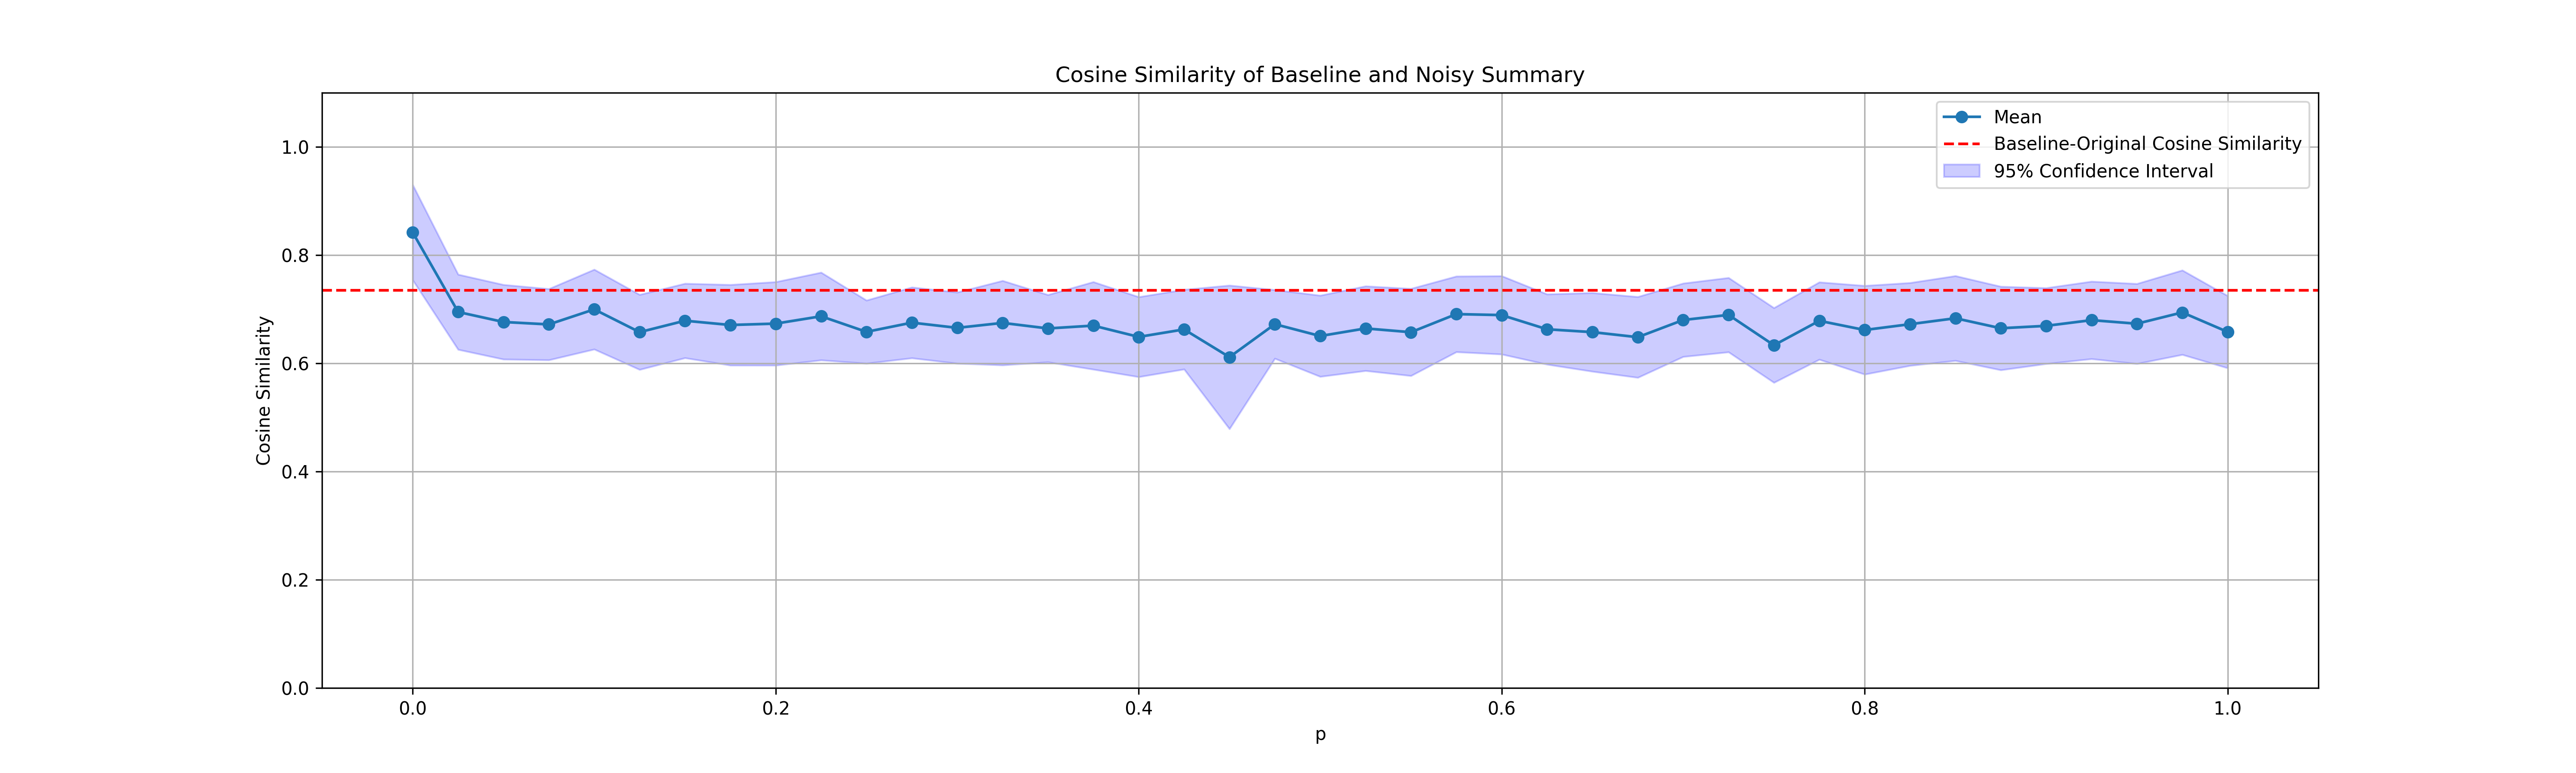 Cosine Similarity of Baseline and Noisy Summary
Mean
Baseline-Original Cosine Similarity
95% Confidence Interval
Cosine Similarity
1.0
0.8
0.6
0.4
0.2
0.0
0.0 0.2 0.4 0.6 0.8 1.0
p